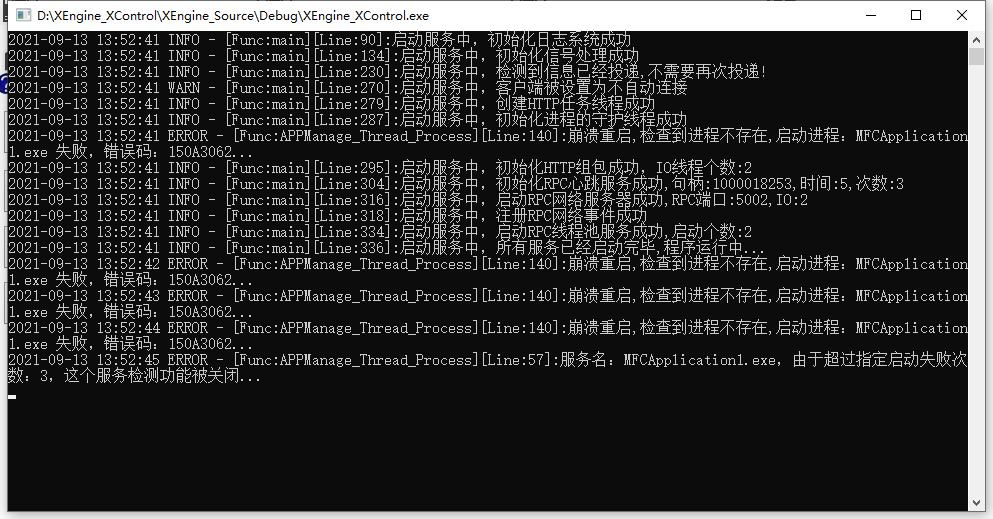 D:\XEngine_XControl\XEngine_Source\Debug\XEngine_XControl.exe
2021-09-13 13:52:41 INFO - [Func:main][Line:90]:启动服务中，初始化日志系统成功
2021-09-13 13:52:41 INFO - [Func:main][Line:134]:启动服务中，初始化信号处理成功
2021-09-13 13:52:41 INFO - [Func:main][Line:230]:启动服务中，检测到信息已经投递,不需要再次投递!
2021-09-13 13:52:41 WARN - [Func:main][Line:270]:启动服务中，客户端被设置为不自动连接
2021-09-13 13:52:41 INFO - [Func:main][Line:279]:启动服务中，创建HTTP任务线程成功
2021-09-13 13:52:41 INFO - [Func:main][Line:287]:启动服务中，初始化进程的守护线程成功
2021-09-13 13:52:41 ERROR - [Func:APPManage_Thread_Process][Line:140]:崩溃重启,检查到进程不存在,启动进程：MFCApplication
1.exe 失败，错误码：150A3062...
2021-09-13 13:52:41 INFO - [Func:main][Line:295]:启动服务中，初始化HTTP组包成功，IO线程个数:2
2021-09-13 13:52:41 INFO - [Func:main][Line:304]:启动服务中，初始化RPC心跳服务成功,句柄:1000018253,时间:5,次数:3
2021-09-13 13:52:41 INFO - [Func:main][Line:316]:启动服务中，启动RPC网络服务器成功,RPC端口:5002,IO:2
2021-09-13 13:52:41 INFO - [Func:main][Line:318]:启动服务中，注册RPC网络事件成功
2021-09-13 13:52:41 INFO - [Func:main][Line:334]:启动服务中，启动RPC线程池服务成功,启动个数:2
2021-09-13 13:52:41 INFO - [Func:main][Line:336]:启动服务中，所有服务已经启动完毕,程序运行中...
2021-09-13 13:52:42 ERROR - [Func:APPManage_Thread_Process][Line:140]:崩溃重启,检查到进程不存在,启动进程：MFCApplication
1.exe 失败，错误码：150A3062...
2021-09-13 13:52:43 ERROR - [Func:APPManage_Thread_Process][Line:140]:崩溃重启,检查到进程不存在,启动进程：MFCApplication
1.exe 失败，错误码：150A3062...
2021-09-13 13:52:44 ERROR - [Func:APPManage_Thread_Process][Line:140]:崩溃重启,检查到进程不存在,启动进程：MFCApplication
1.exe 失败，错误码：150A3062...
2021-09-13 13:52:45 ERROR - [Func:APPManage_Thread_Process][Line:57]:服务名：MFCApplication1.exe，由于超过指定启动失败次
数：3，这个服务检测功能被关闭...